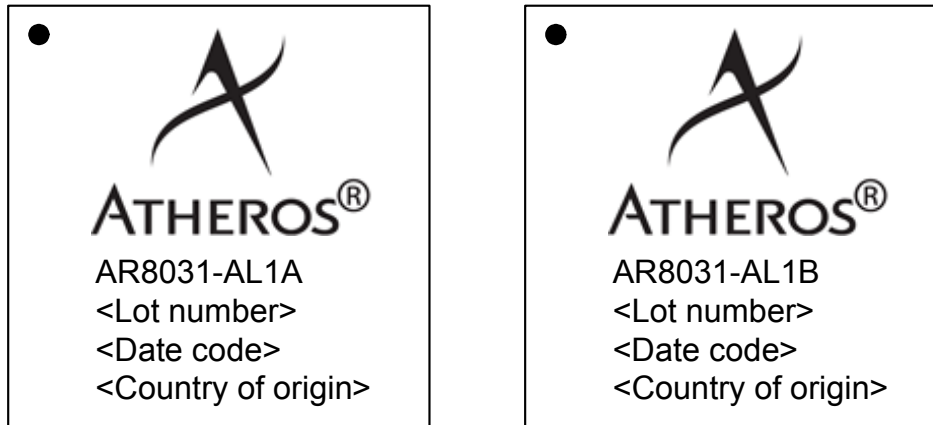 ATHEROS®
AR8031-AL1A
<Lot number>
<Date code>
<Country of origin>
ATHEROS®
AR8031-AL1B
<Lot number>
<Date code>
<Country of origin>